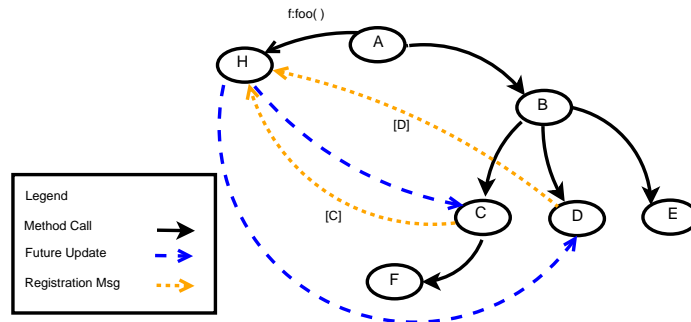 f:foo( )
A
H
B
[D]
[C]
C
D
E
F
Legend
Method Call
Future Update
Registration Msg